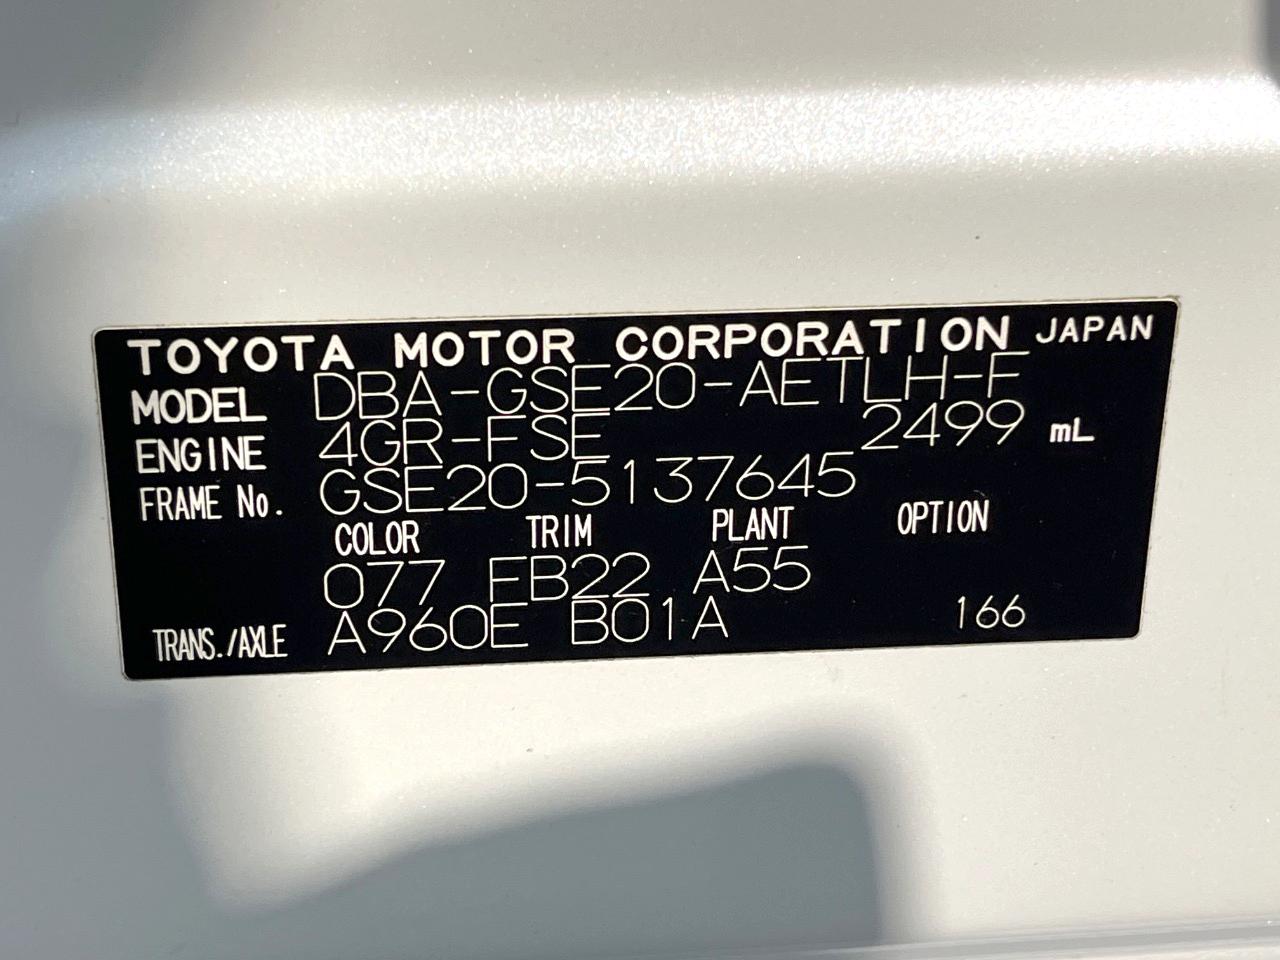 TOYOTA MOTOR CORPORATION JAPAN
MODEL DBA-GSE20-AETLH-F
ENGINE 4GR-FSE 2499 mL
FRAME No. GSE20-5137645
COLOR TRIM PLANT OPTION
077 FB22 A55
TRANS./AXLE A960E B01A 166